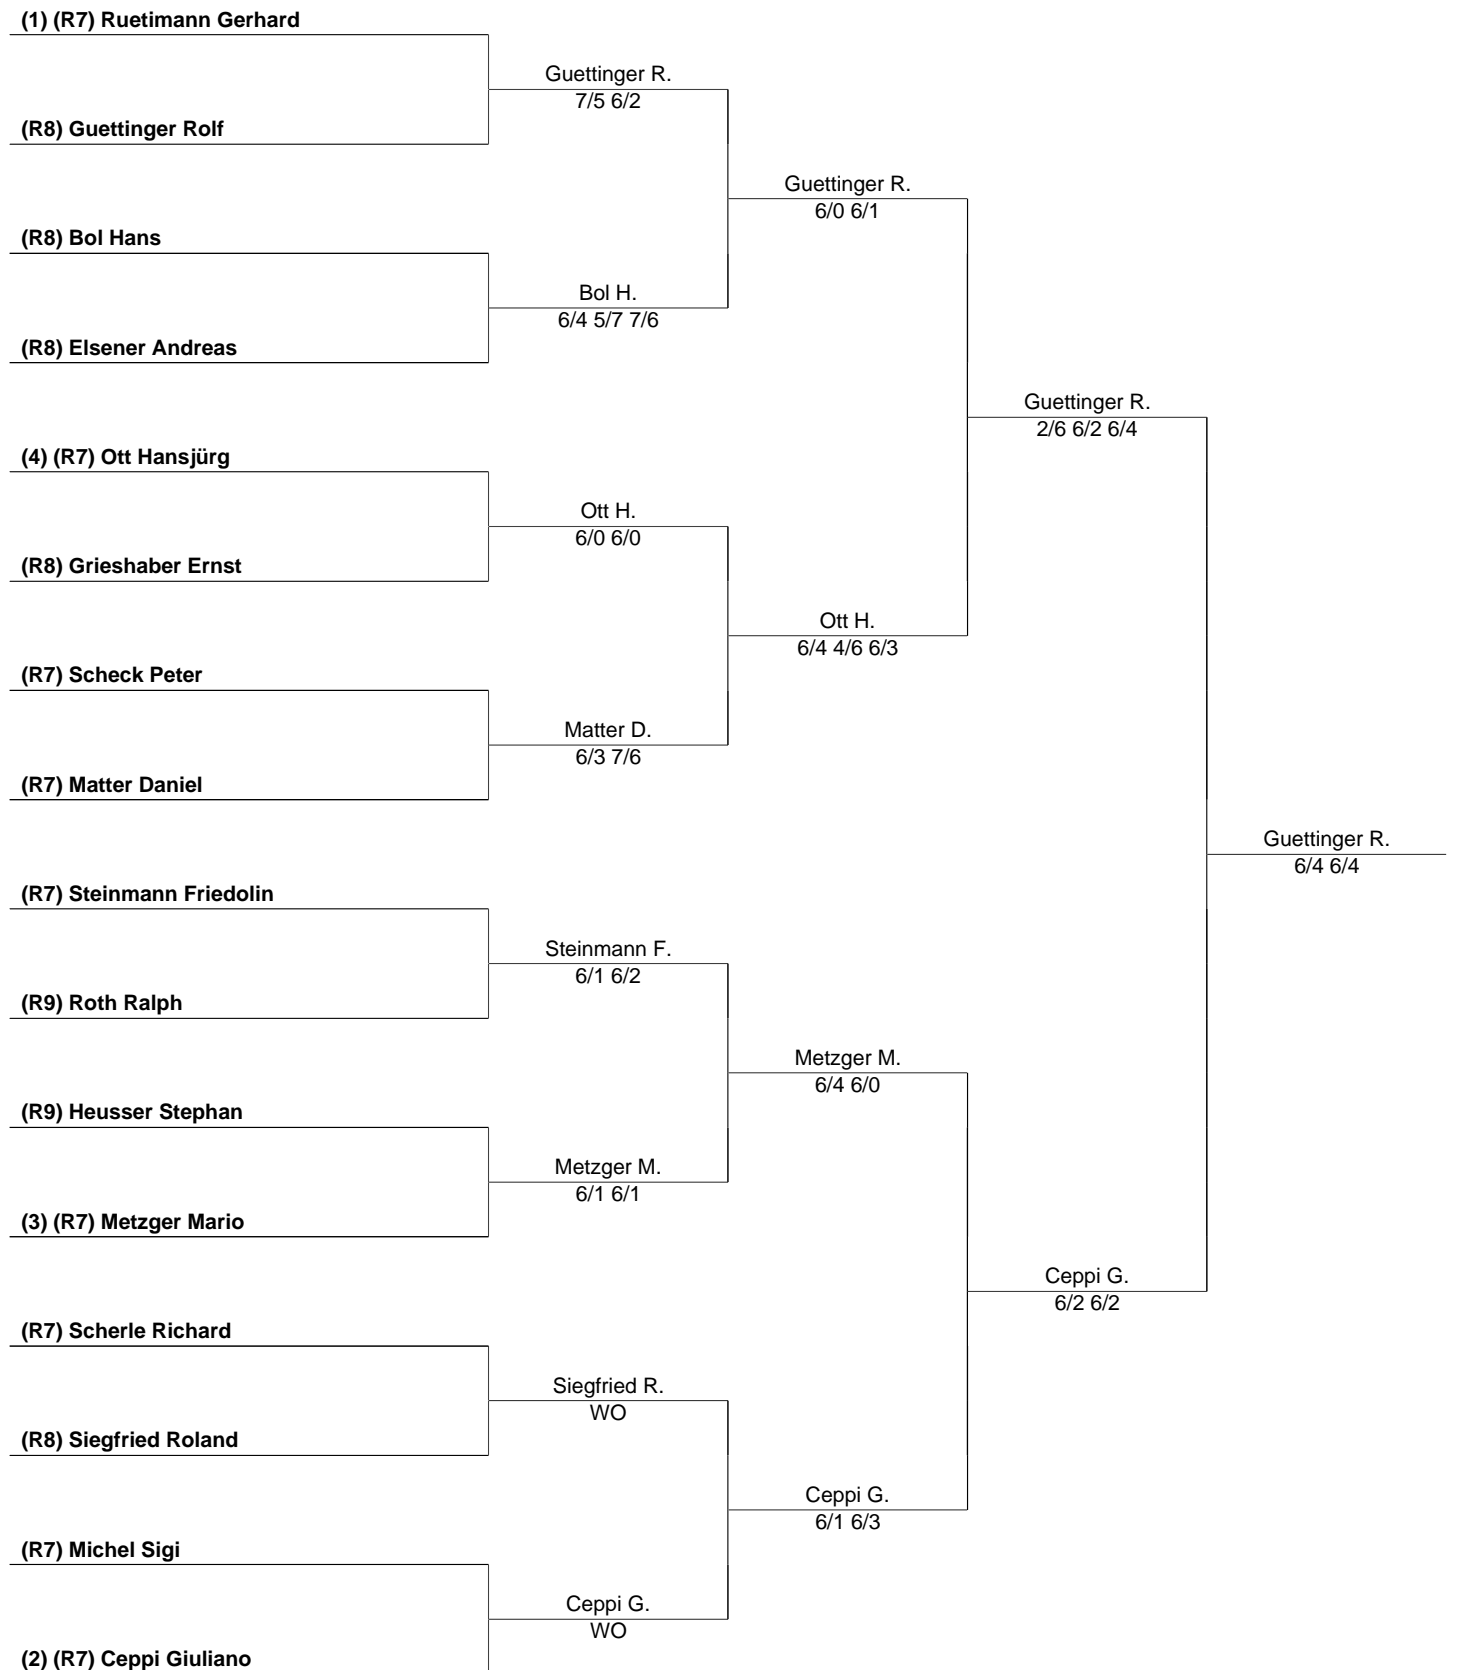 (1) (R7) Ruetimann Gerhard
Guettinger R.
7/5 6/2
(R8) Guettinger Rolf
Guettinger R.
6/0 6/1
(R8) Bol Hans
Bol H.
6/4 5/7 7/6
(R8) Elsener Andreas
Guettinger R.
2/6 6/2 6/4
(4) (R7) Ott Hansjürg
Ott H.
6/0 6/0
(R8) Grieshaber Ernst
Ott H.
6/4 4/6 6/3
(R7) Scheck Peter
Matter D.
6/3 7/6
(R7) Matter Daniel
Guettinger R.
6/4 6/4
(R7) Steinmann Friedolin
Steinmann F.
6/1 6/2
(R9) Roth Ralph
Metzger M.
6/4 6/0
(R9) Heusser Stephan
Metzger M.
6/1 6/1
(3) (R7) Metzger Mario
Ceppi G.
6/2 6/2
(R7) Scherle Richard
Siegfried R.
WO
(R8) Siegfried Roland
Ceppi G.
6/1 6/3
(R7) Michel Sigi
Ceppi G.
WO
(2) (R7) Ceppi Giuliano